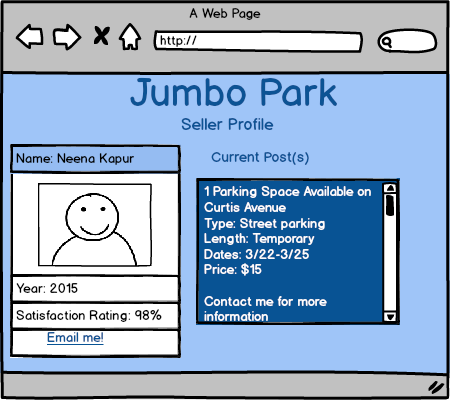 A Web Page
http://
Jumbo Park
Seller Profile
Name: Neena Kapur
Year: 2015
Satisfaction Rating: 98%
Email me!
Current Post(s)
1 Parking Space Available on
Curtis Avenue
Type: Street parking
Length: Temporary
Dates: 3/22-3/25
Price: $15
Contact me for more
information